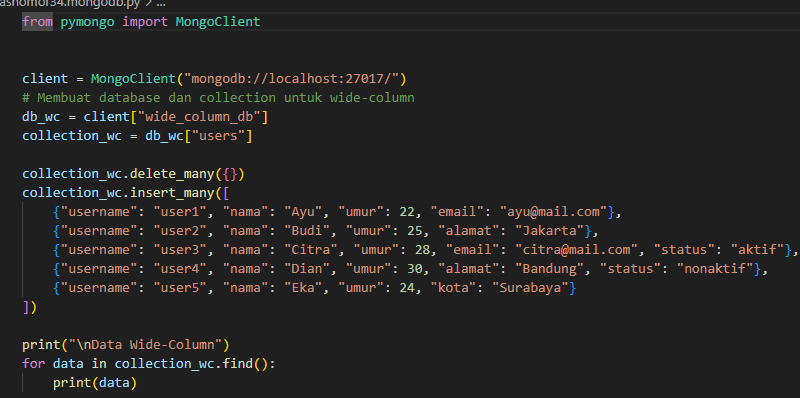 ashomor34.mongodb.py > ...
from pymongo import MongoClient
client = MongoClient("mongodb://localhost:27017/")
# Membuat database dan collection untuk wide-column
db_wc = client["wide_column_db"]
collection_wc = db_wc["users"]
collection_wc.delete_many({})
collection_wc.insert_many([
    {"username": "user1", "nama": "Ayu", "umur": 22, "email": "ayu@mail.com"},
    {"username": "user2", "nama": "Budi", "umur": 25, "alamat": "Jakarta"},
    {"username": "user3", "nama": "Citra", "umur": 28, "email": "citra@mail.com", "status": "aktif"},
    {"username": "user4", "nama": "Dian", "umur": 30, "alamat": "Bandung", "status": "nonaktif"},
    {"username": "user5", "nama": "Eka", "umur": 24, "kota": "Surabaya"}
])
print("\nData Wide-Column")
for data in collection_wc.find():
    print(data)